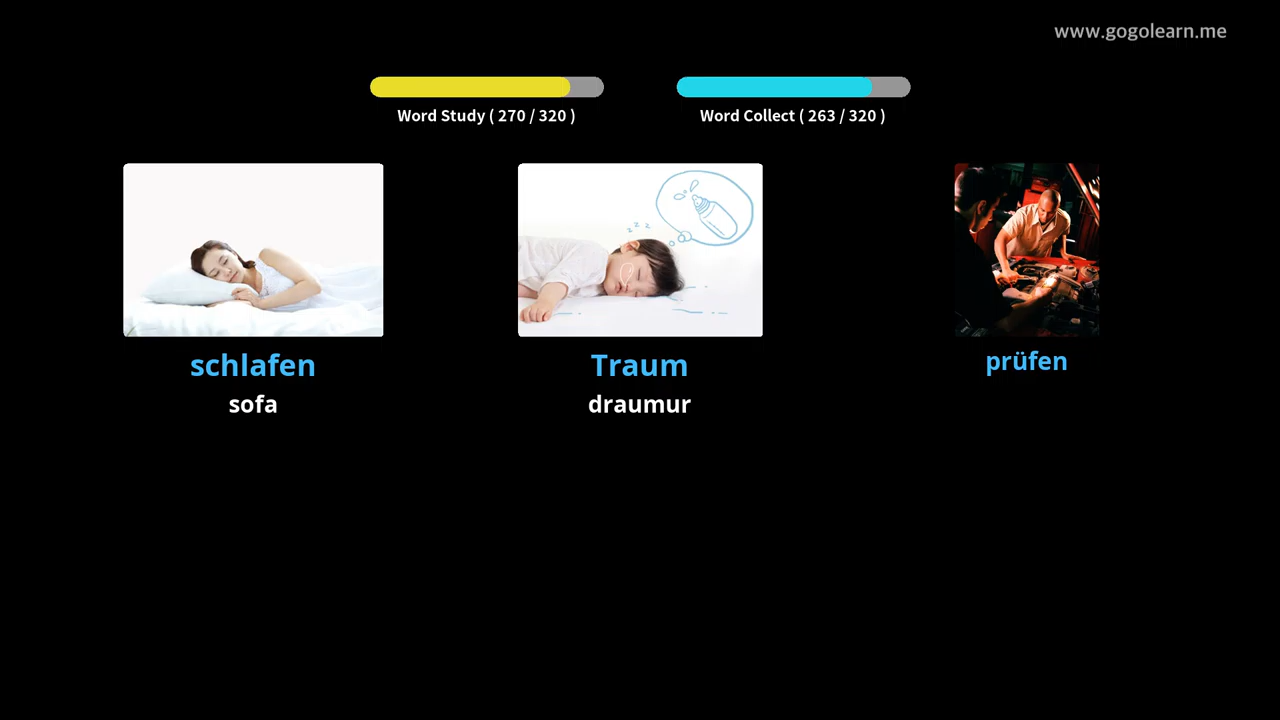 www.gogolearn.me
Word Study ( 270 / 320 )
Word Collect ( 263 / 320 )
schlafen
Traum
prüfen
sofa
draumur